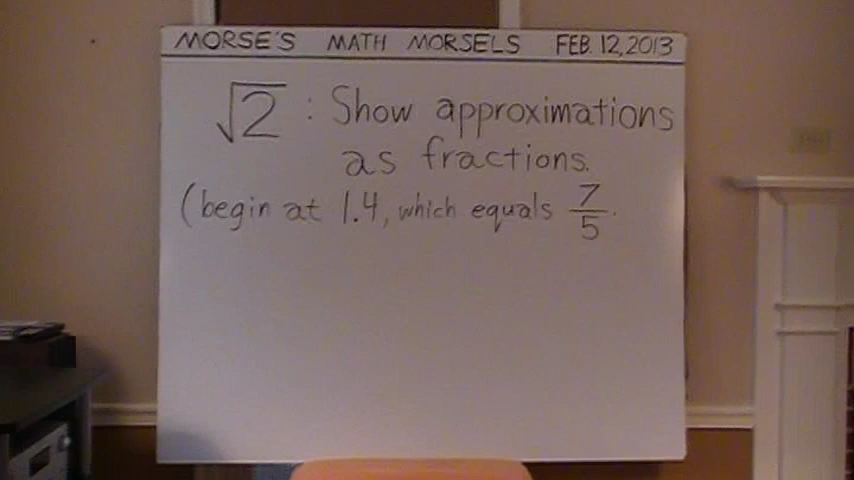 MORSE'S MATH MORSELS FEB. 12, 2013
√2 : Show approximations
as fractions.
(begin at 1.4, which equals 7/5.